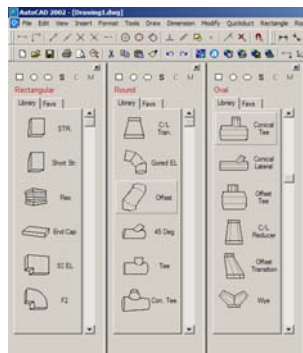 AutoCAD 2002 - [Drawing1.dwg]
File Edit View Insert Format Tools Draw Dimension Modify Quickduct Rectangle
S C M
Rectangular
Library Favs
STR.
Short Str.
Flex
End Cap
S C M
Round
Library Favs
C/L
Tran.
Gored EL
Offset
45 Deg
Tee
Con. Tee
S C M
Oval
Library Favs
Conical
Tee
Conical
Lateral
Offset
Tee
C/L
Reducer
Offset
Transition
Wye